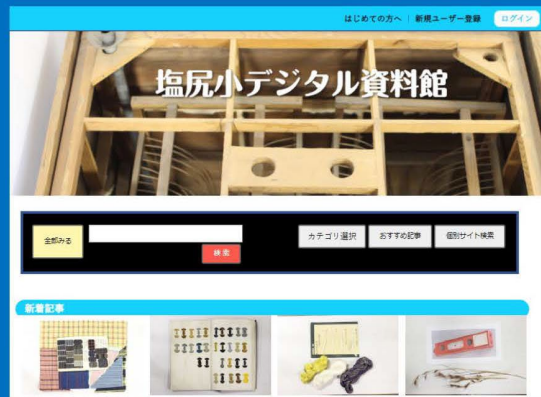 はじめての方へ | 新規ユーザー登録 ログイン
塩尻小デジタル資料館
全部みる
検索
カテゴリ選択 おすすめ記事 個別サイト検索
新着記事